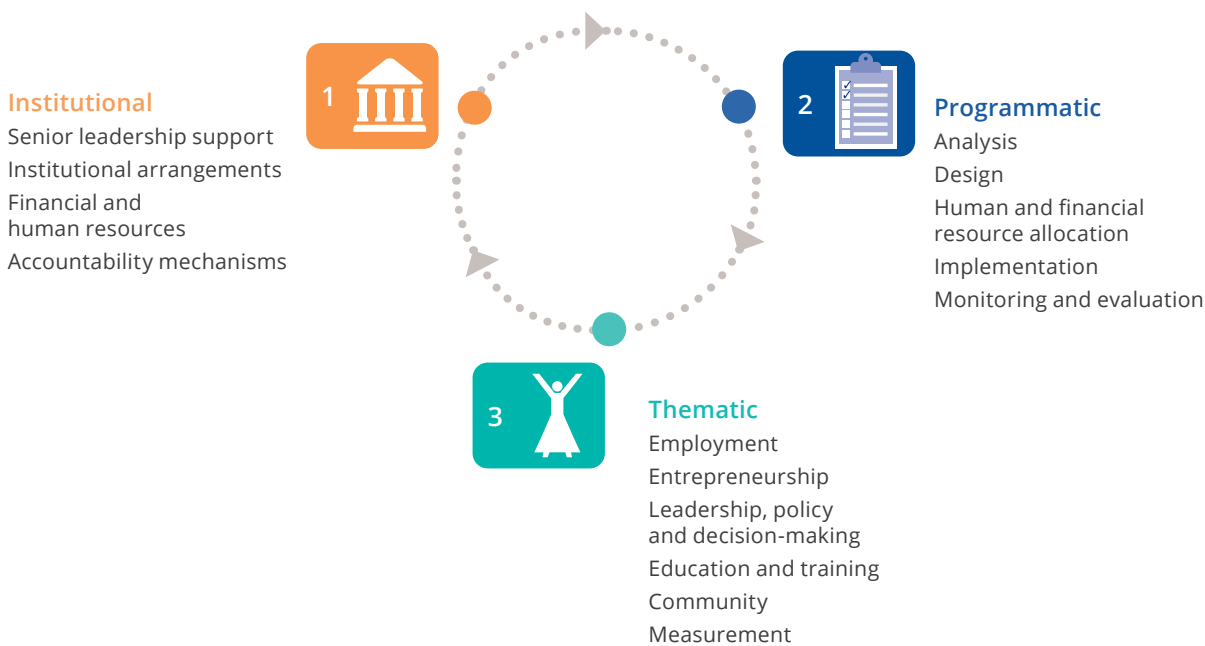 1
Institutional
Senior leadership support
Institutional arrangements
Financial and
human resources
Accountability mechanisms
2
Programmatic
Analysis
Design
Human and financial
resource allocation
Implementation
Monitoring and evaluation
3
Thematic
Employment
Entrepreneurship
Leadership, policy
and decision-making
Education and training
Community
Measurement